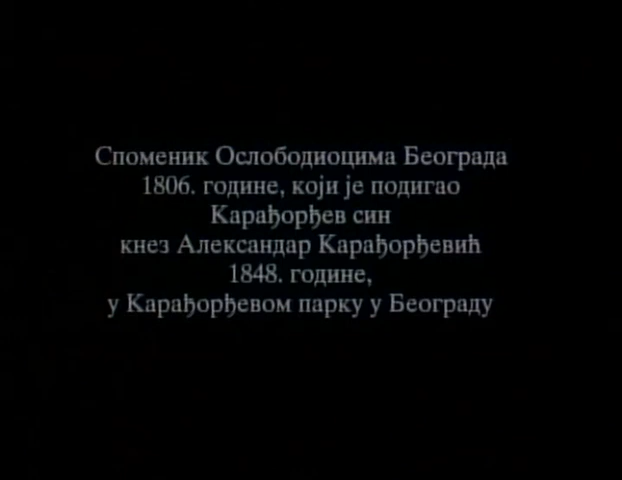 Споменик Ослободиоцима Београда
1806. године, који је подигао
Карађорђев син
кнез Александар Карађорђевић
1848. године,
у Карађорђевом парку у Београду